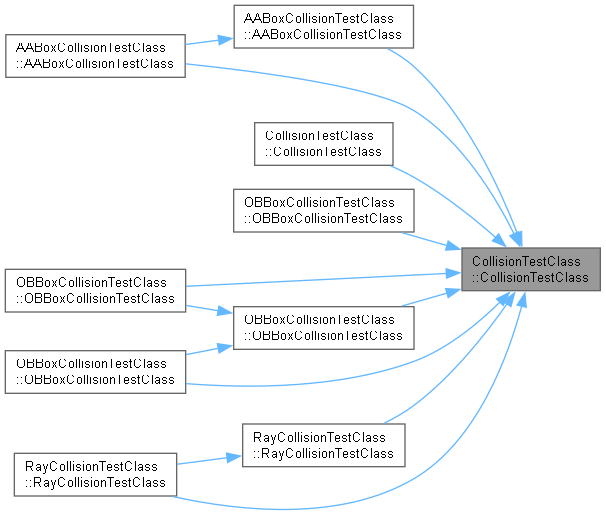 AABoxCollisionTestClass
::AABoxCollisionTestClass
AABoxCollisionTestClass
::AABoxCollisionTestClass
CollisionTestClass
::CollisionTestClass
OBBoxCollisionTestClass
::OBBoxCollisionTestClass
CollisionTestClass
::CollisionTestClass
OBBoxCollisionTestClass
::OBBoxCollisionTestClass
OBBoxCollisionTestClass
::OBBoxCollisionTestClass
OBBoxCollisionTestClass
::OBBoxCollisionTestClass
RayCollisionTestClass
::RayCollisionTestClass
RayCollisionTestClass
::RayCollisionTestClass